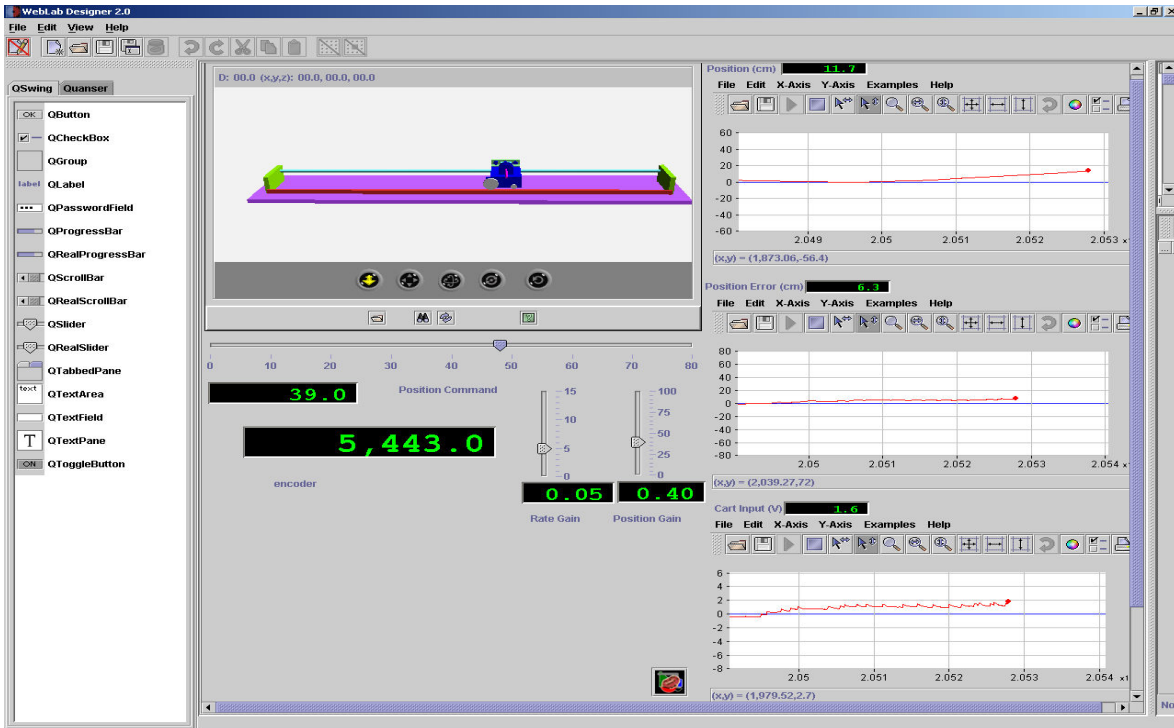 WebLab Designer 2.0
File Edit View Help
QSwing Quanser
OK QButton
QCheckBox
QGroup
label QLabel
QPasswordField
QProgressBar
QRealProgressBar
QScrollBar
QRealScrollBar
QSlider
QRealSlider
QTabbedPane
text QTextArea
QTextField
T QTextPane
ON QToggleButton
D: 00.0 (x,y,z): 00.0, 00.0, 00.0
0 10 20 30 40 50 60 70 80
39.0
Position Command
5,443.0
encoder
15
10
5
0
0.05
Rate Gain
100
75
50
25
0
0.40
Position Gain
Position (cm) 11.7
File Edit X-Axis Y-Axis Examples Help
60
40
20
0
-20
-40
-60
2.049 2.05 2.051 2.052 2.053
(x,y) = (1,873.06,-56.4)
Position Error (cm) 6.3
File Edit X-Axis Y-Axis Examples Help
80
60
40
20
0
-20
-40
-60
-80
2.05 2.051 2.052 2.053 2.054 x
(x,y) = (2,039.27,72)
Cart Input (V) 1.6
File Edit X-Axis Y-Axis Examples Help
6
4
2
0
-2
-4
-6
-8
2.05 2.051 2.052 2.053 2.054 x1
(x,y) = (1,979.52,2.7)